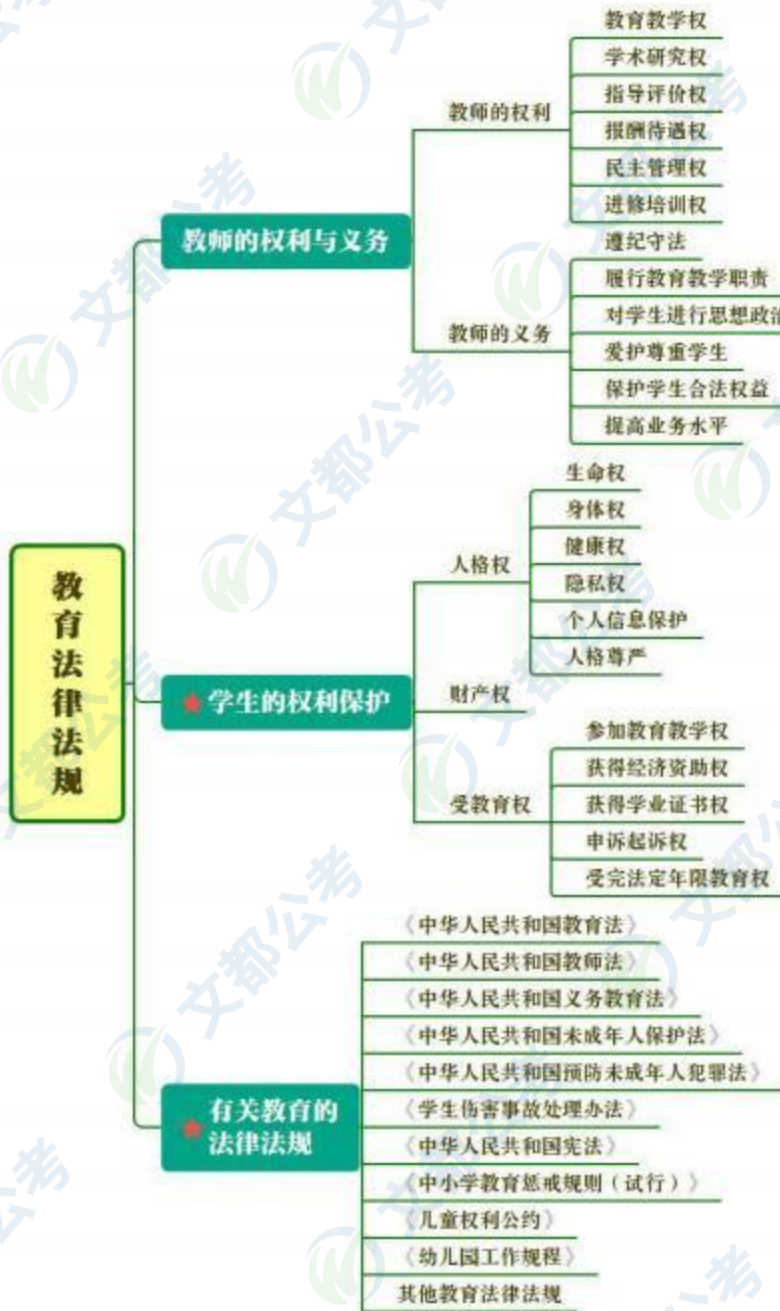 教育法律法规
教师的权利与义务
教师的权利
教育教学权
学术研究权
指导评价权
报酬待遇权
民主管理权
进修培训权
教师的义务
遵纪守法
履行教育教学职责
对学生进行思想政治
爱护尊重学生
保护学生合法权益
提高业务水平
学生的权利保护
人格权
生命权
身体权
健康权
隐私权
个人信息保护
人格尊严
财产权
受教育权
参加教育教学权
获得经济资助权
获得学业证书权
申诉起诉权
受完法定年限教育权
有关教育的
法律法规
《中华人民共和国教育法》
《中华人民共和国教师法》
《中华人民共和国义务教育法》
《中华人民共和国未成年人保护法》
《中华人民共和国预防未成年人犯罪法》
《学生伤害事故处理办法》
《中华人民共和国宪法》
《中小学教育惩戒规则（试行）》
《儿童权利公约》
《幼儿园工作规程》
其他教育法律法规
文都公考